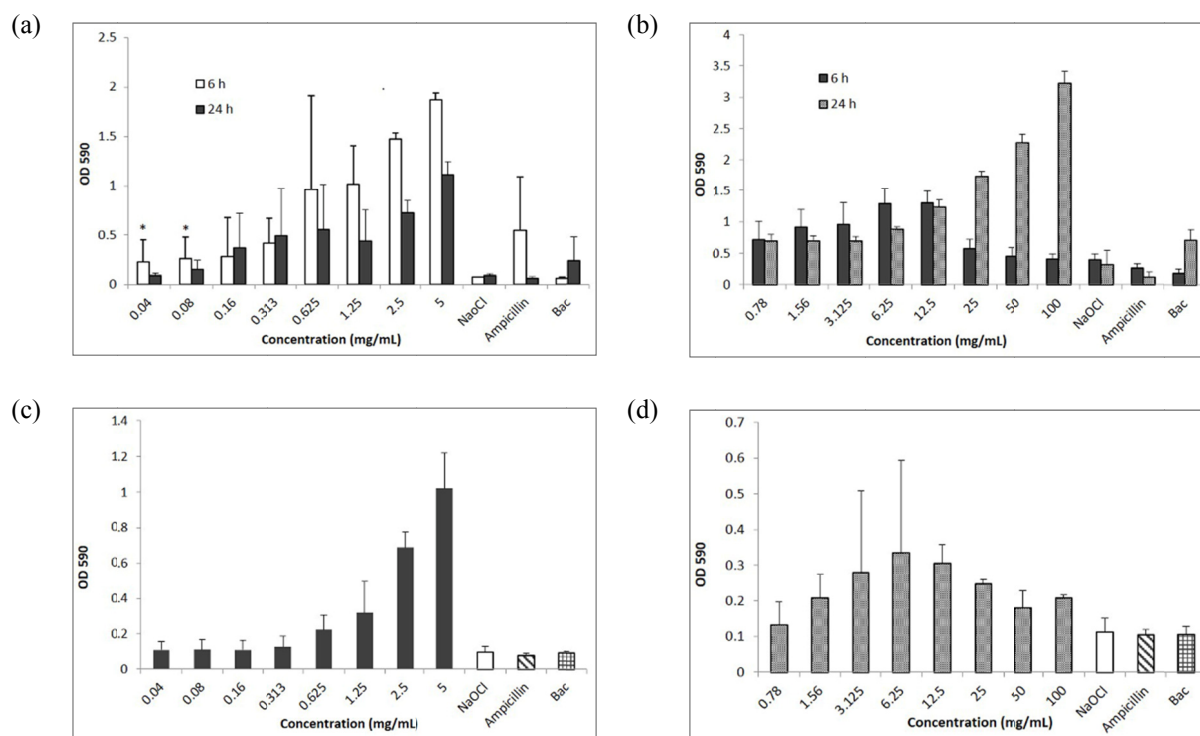 (a)
2.5
2
1.5
1
0.5
0
OD 590
6 h
24 h
* *
0.04 0.08 0.16 0.313 0.625 1.25 2.5 5 NaOCl Ampicillin Bac
Concentration (mg/mL)
(b)
4
3.5
3
2.5
2
1.5
1
0.5
0
OD 590
6 h
24 h
0.78 1.56 3.125 6.25 12.5 25 50 100 NaOCl Ampicillin Bac
Concentration (mg/mL)
(c)
1.4
1.2
1
0.8
0.6
0.4
0.2
0
OD 590
0.04 0.08 0.16 0.313 0.625 1.25 2.5 5 NaOCl Ampicillin Bac
Concentration (mg/mL)
(d)
0.7
0.6
0.5
0.4
0.3
0.2
0.1
0
OD 590
0.78 1.56 3.125 6.25 12.5 25 50 100 NaOCl Ampicillin Bac
Concentration (mg/mL)